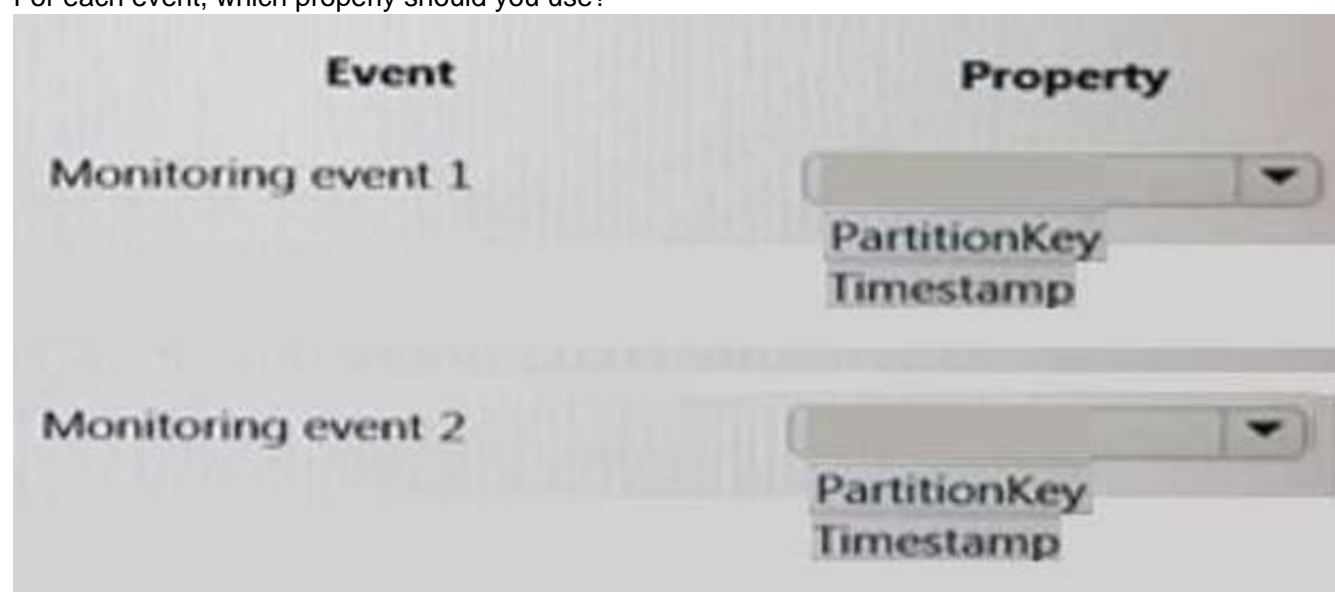 For each event, which property should you use?
Event Property
Monitoring event 1
PartitionKey
Timestamp
Monitoring event 2
PartitionKey
Timestamp